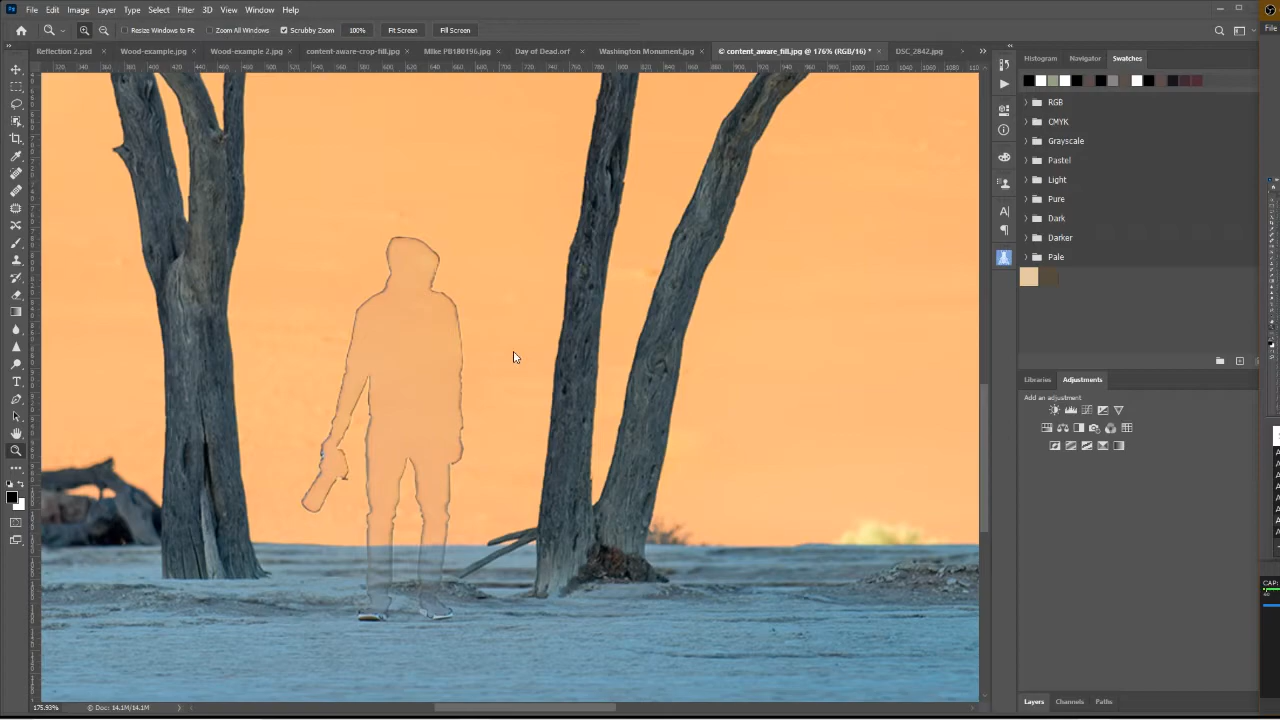 Ps File Edit Image Layer Type Select Filter 3D View Window Help
Resize Windows to Fit Zoom All Windows Scrubby Zoom 100% Fit Screen Fill Screen
Reflection 2.psd × Wood-example.jpg × Wood-example 2.jpg × content-aware-crop-fill.jpg × Mike PB180196.jpg × Day of Dead.orf × Washington Monument.jpg × © content_aware_fill.jpg @ 176% (RGB/16) * × DSC_2842.jpg
File
Histogram Navigator Swatches
RGB
CMYK
Grayscale
Pastel
Light
Pure
Dark
Darker
Pale
Libraries Adjustments
Add an adjustment
CAP:
Layers Channels Paths
175.93% Doc: 14.1M/14.1M